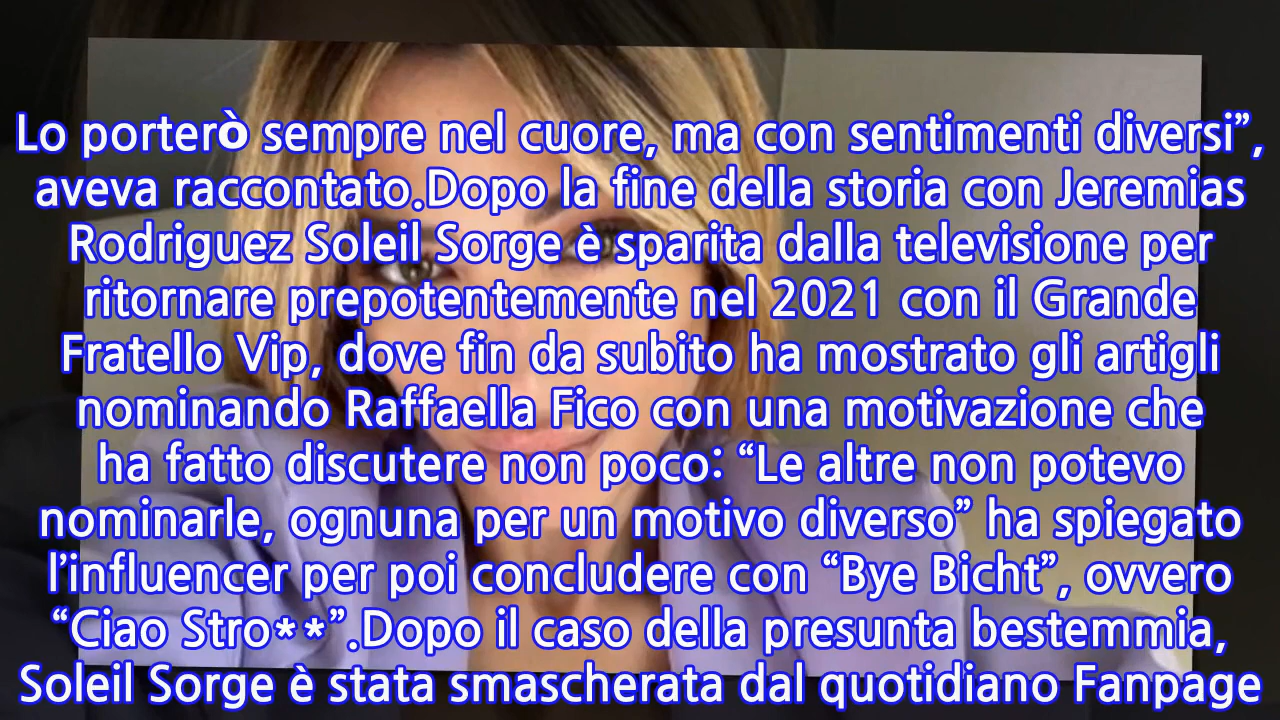 Lo porterò sempre nel cuore, ma con sentimenti diversi”,
aveva raccontato.Dopo la fine della storia con Jeremias
Rodriguez Soleil Sorge è sparita dalla televisione per
ritornare prepotentemente nel 2021 con il Grande
Fratello Vip, dove fin da subito ha mostrato gli artigli
nominando Raffaella Fico con una motivazione che
ha fatto discutere non poco: “Le altre non potevo
nominarle, ognuna per un motivo diverso” ha spiegato
l’influencer per poi concludere con “Bye Bicht”, ovvero
“Ciao Stro**”.Dopo il caso della presunta bestemmia,
Soleil Sorge è stata smascherata dal quotidiano Fanpage